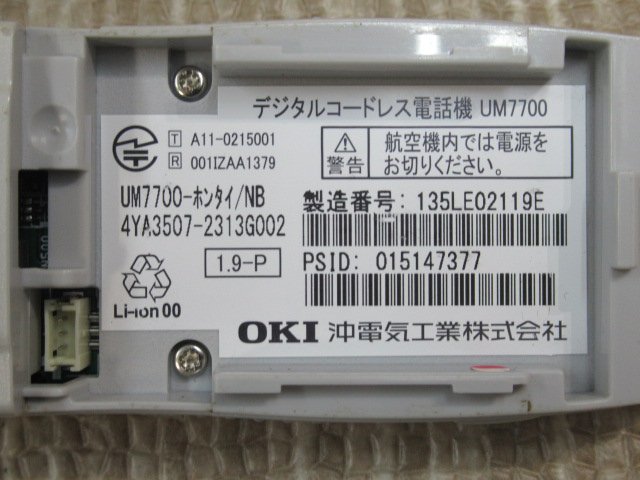 デジタルコードレス電話機 UM7700
T A11-0215001
R 001IZAA1379
警告
航空機内では電源を
お切りください。
UM7700-ホンタイ/NB
4YA3507-2313G002
製造番号: 135LE02119E
1.9-P
PSID: 015147377
Li-ion 00
OKI 沖電気工業株式会社